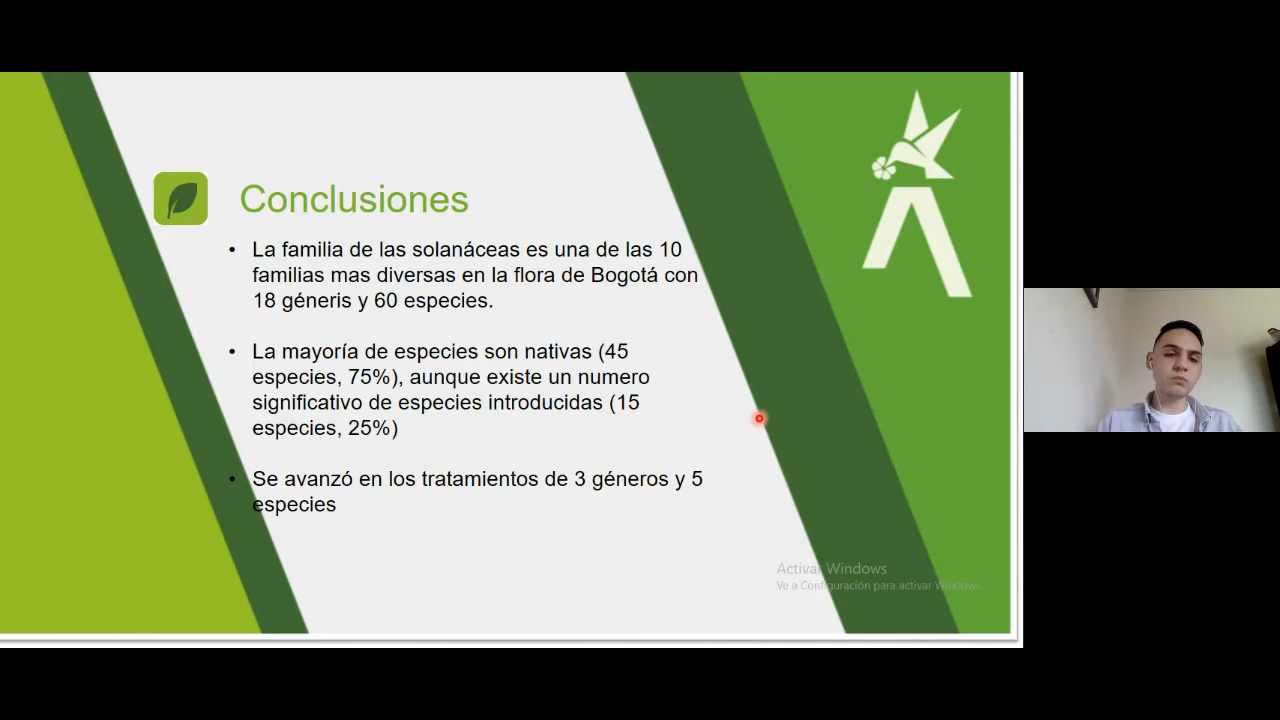 Conclusiones
• La familia de las solanáceas es una de las 10
familias mas diversas en la flora de Bogotá con
18 géneris y 60 especies.
• La mayoría de especies son nativas (45
especies, 75%), aunque existe un numero
significativo de especies introducidas (15
especies, 25%)
• Se avanzó en los tratamientos de 3 géneros y 5
especies
Activar Windows
Ve a Configuración para activar Windows.